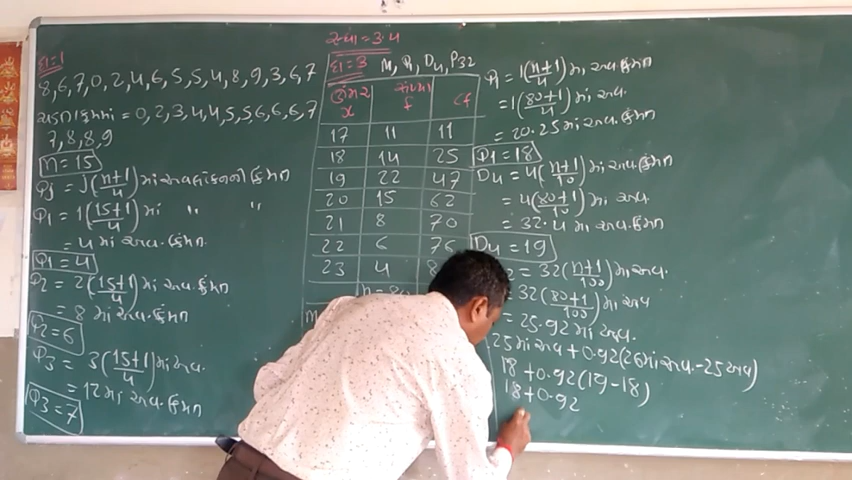 દા=1
8,6,7,0,2,4,6,5,5,4,8,9,3,6,7
ચડતા ક્રમમાં = 0,2,3,4,4,5,5,6,6,6,7
7,8,8,9
n=15
Qj = j(n+1/4) માં અવલોકનની કિંમત
Q1 = 1(15+1/4) માં " "
= 4 માં અવ. કિંમત.
Q1=4
Q2 = 2(15+1/4) માં અવ. કિંમત
= 8 માં અવ. કિંમત
Q2=6
Q3 = 3(15+1/4) માં અવ.
= 12 માં અવ. કિંમત
Q3=7
સ્વા = 3.4
દા=3 M, Q1, D4, P32
ઉંમર x સંખ્યા f cf
17 11 11
18 14 25
19 22 47
20 15 62
21 8 70
22 6 76
23 4 8
n = 80
M
Q1 = 1(n+1/4) માં અવ. કિંમત
= 1(80+1/4) માં અવ.
= 20.25 માં અવ. કિંમત
Q1=18
D4 = 4(n+1/10) માં અવ. કિંમત
= 4(80+1/10) માં અવ.
= 32.4 માં અવ. કિંમત
D4=19
2 = 32(n+1/100) માં અવ.
32(80+1/100) માં અવ
= 25.92 માં અવ.
25 માં અવ + 0.92(26 માં અવ. - 25 અવ)
18 + 0.92(19-18)
18+0.92